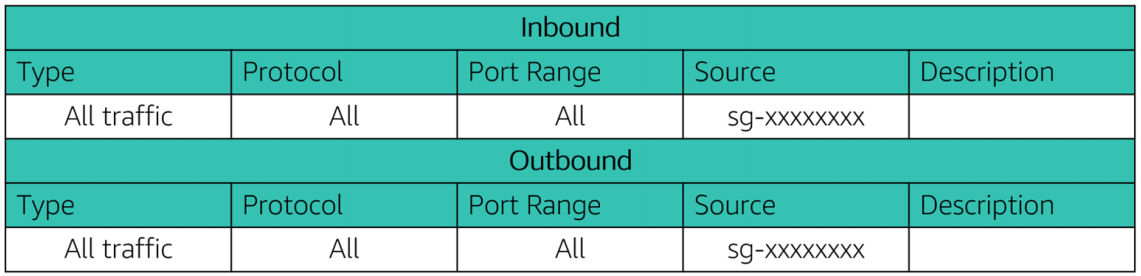 Inbound
Type Protocol Port Range Source Description
All traffic All All sg-xxxxxxxx
Outbound
Type Protocol Port Range Source Description
All traffic All All sg-xxxxxxxx